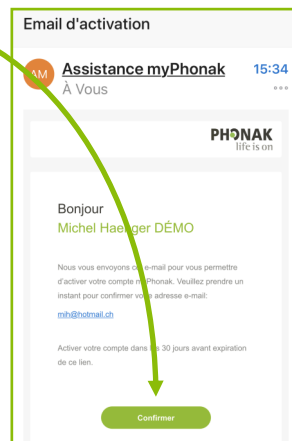 Email d'activation
AM
Assistance myPhonak
15:34
À Vous
PHONAK
life is on
Bonjour
Michel Haefliger DÉMO
Nous vous envoyons cet e-mail pour vous permettre
d'activer votre compte myPhonak. Veuillez prendre un
instant pour confirmer votre adresse e-mail:
mih@hotmail.ch
Activer votre compte dans les 30 jours avant expiration
de ce lien.
Confirmer